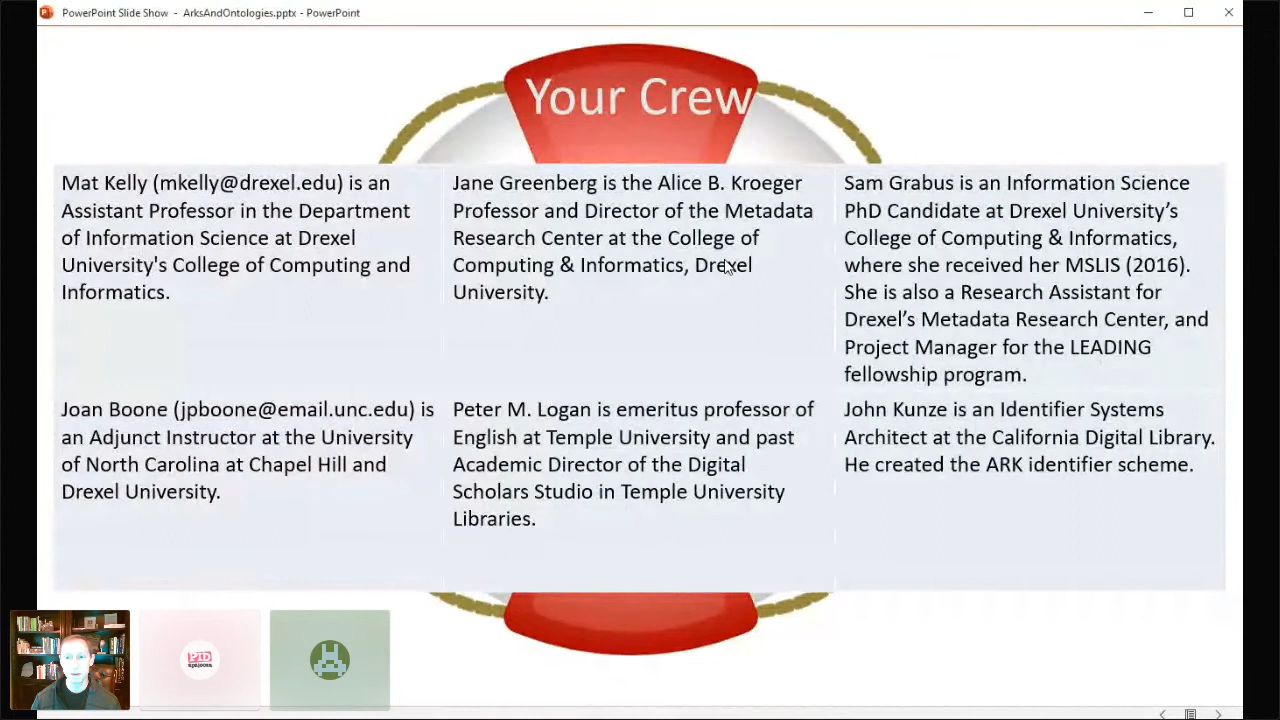 PowerPoint Slide Show - ArksAndOntologies.pptx - PowerPoint
Your Crew
Mat Kelly (mkelly@drexel.edu) is an
Assistant Professor in the Department
of Information Science at Drexel
University's College of Computing and
Informatics.
Jane Greenberg is the Alice B. Kroeger
Professor and Director of the Metadata
Research Center at the College of
Computing & Informatics, Drexel
University.
Sam Grabus is an Information Science
PhD Candidate at Drexel University’s
College of Computing & Informatics,
where she received her MSLIS (2016).
She is also a Research Assistant for
Drexel’s Metadata Research Center, and
Project Manager for the LEADING
fellowship program.
Joan Boone (jpboone@email.unc.edu) is
an Adjunct Instructor at the University
of North Carolina at Chapel Hill and
Drexel University.
Peter M. Logan is emeritus professor of
English at Temple University and past
Academic Director of the Digital
Scholars Studio in Temple University
Libraries.
John Kunze is an Identifier Systems
Architect at the California Digital Library.
He created the ARK identifier scheme.
PID